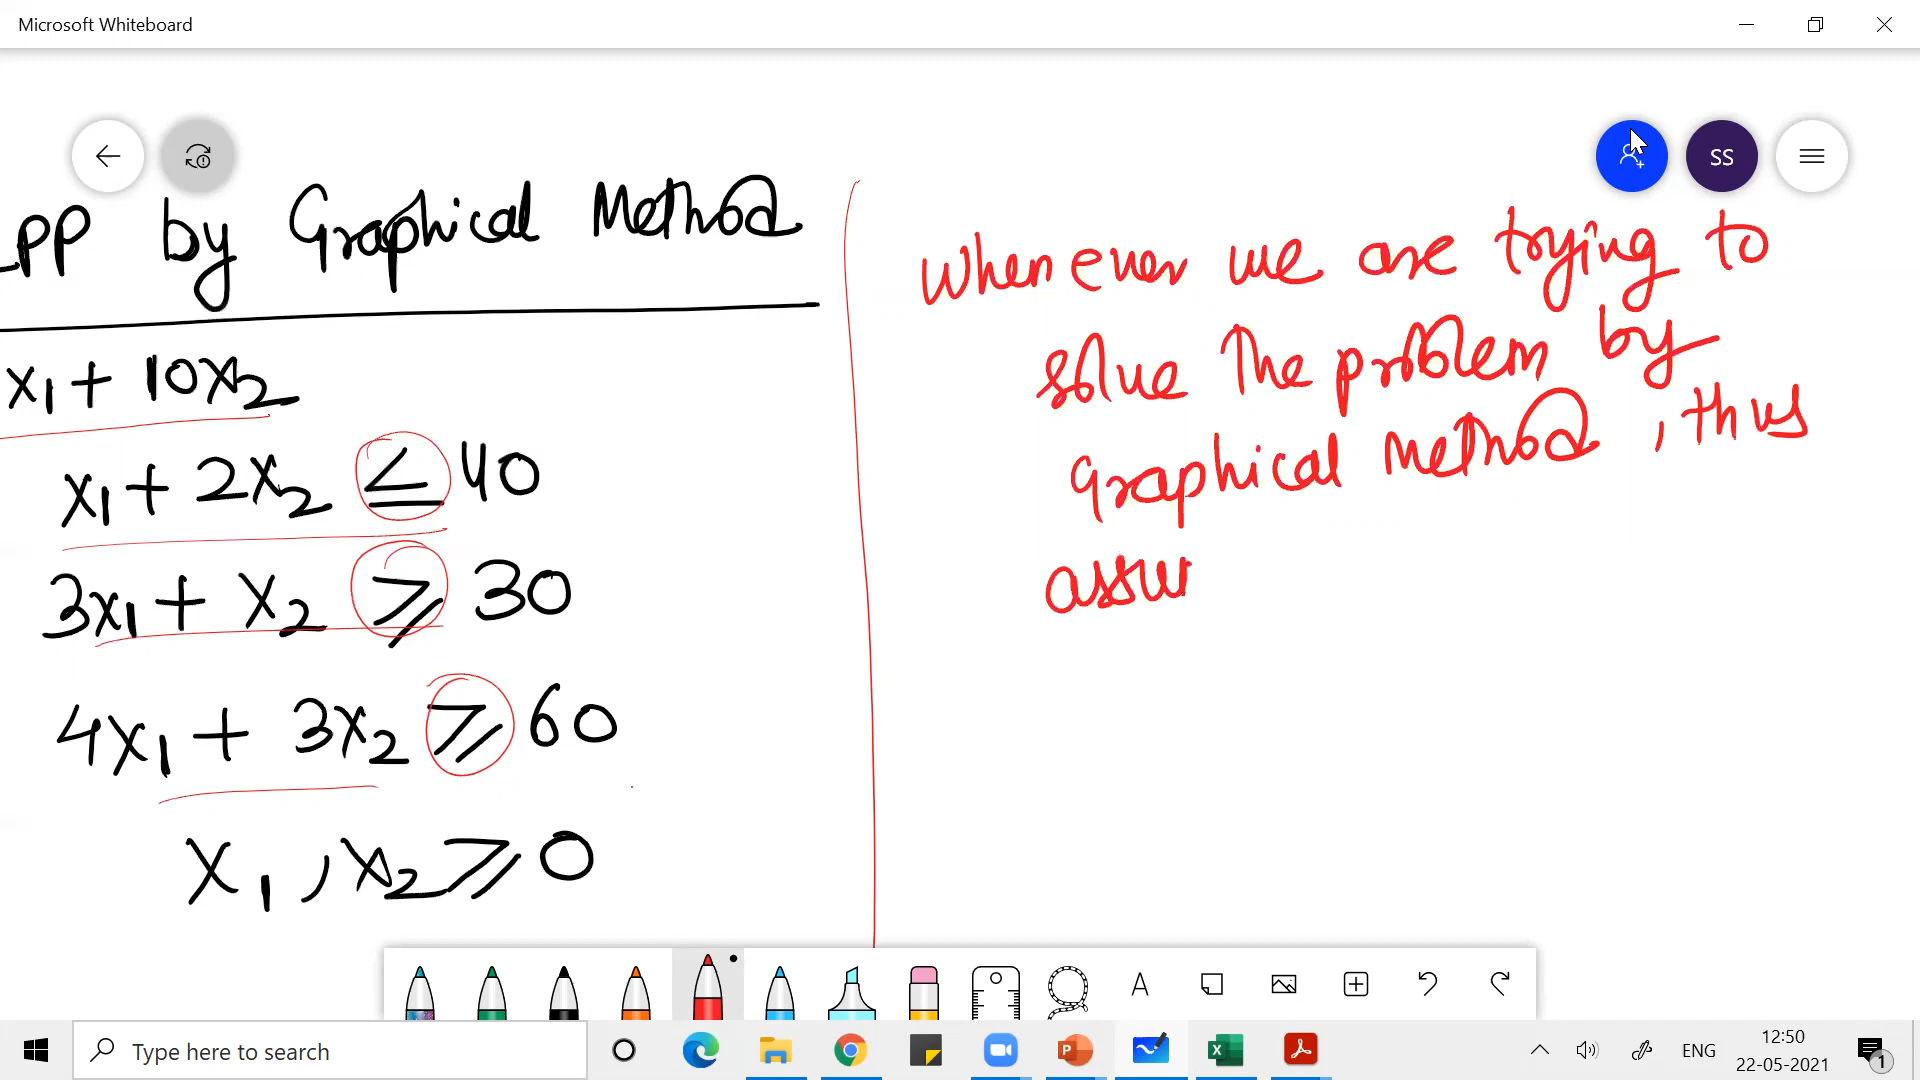 Microsoft Whiteboard
SS
LPP by Graphical Method
x1 + 10x2
x1 + 2x2 ≤ 40
3x1 + x2 ≥ 30
4x1 + 3x2 ≥ 60
x1, x2 ≥ 0
Whenever we are trying to
solve the problem by
Graphical Method, thus
assu
A
Type here to search
ENG
12:50
22-05-2021
1